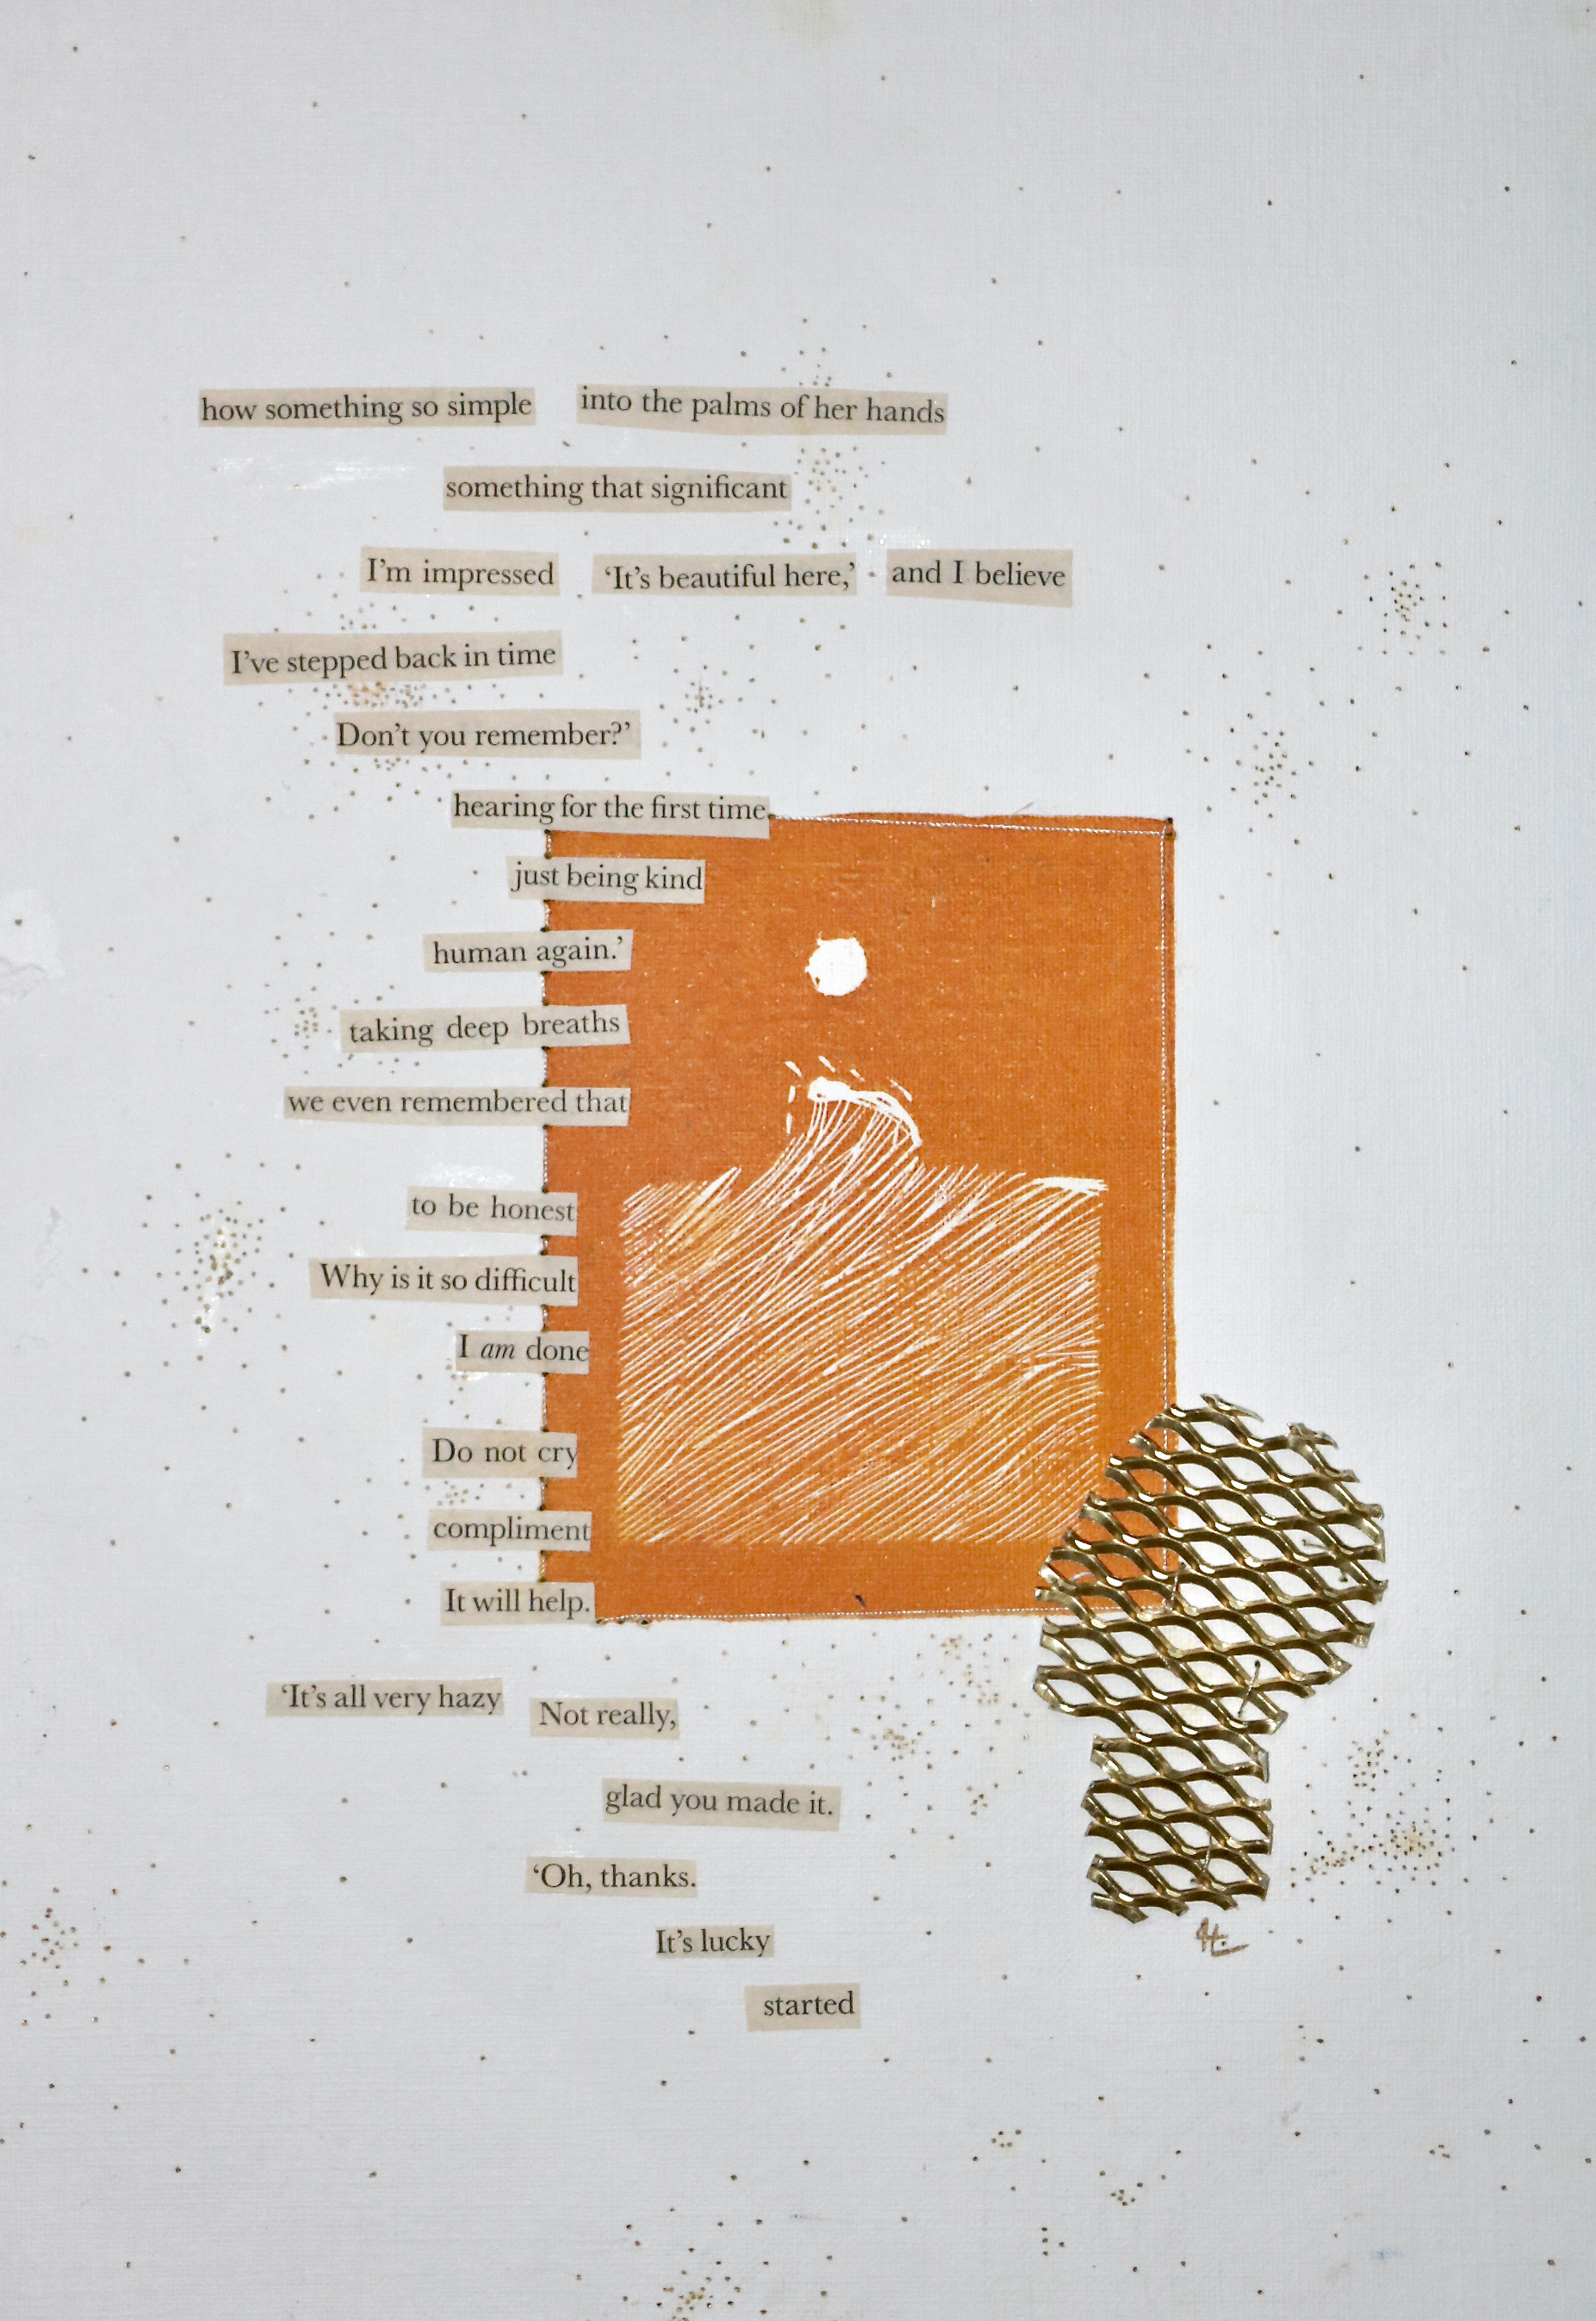 how something so simple into the palms of her hands
something that significant
I'm impressed ‘It's beautiful here,’ and I believe
I've stepped back in time
Don't you remember?’
hearing for the first time
just being kind
human again.’
taking deep breaths
we even remembered that
to be honest
Why is it so difficult
I am done
Do not cry
compliment
It will help.
‘It's all very hazy Not really,
glad you made it.
‘Oh, thanks.
It's lucky
started